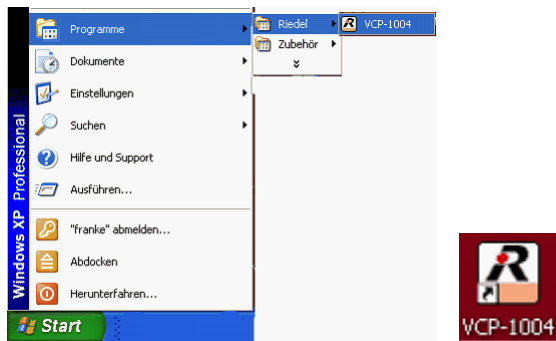 Programme
Riedel
VCP-1004
Zubehör
Dokumente
Einstellungen
Suchen
Hilfe und Support
Ausführen...
"franke" abmelden...
Abdocken
Herunterfahren...
Windows XP Professional
Start
R
VCP-1004